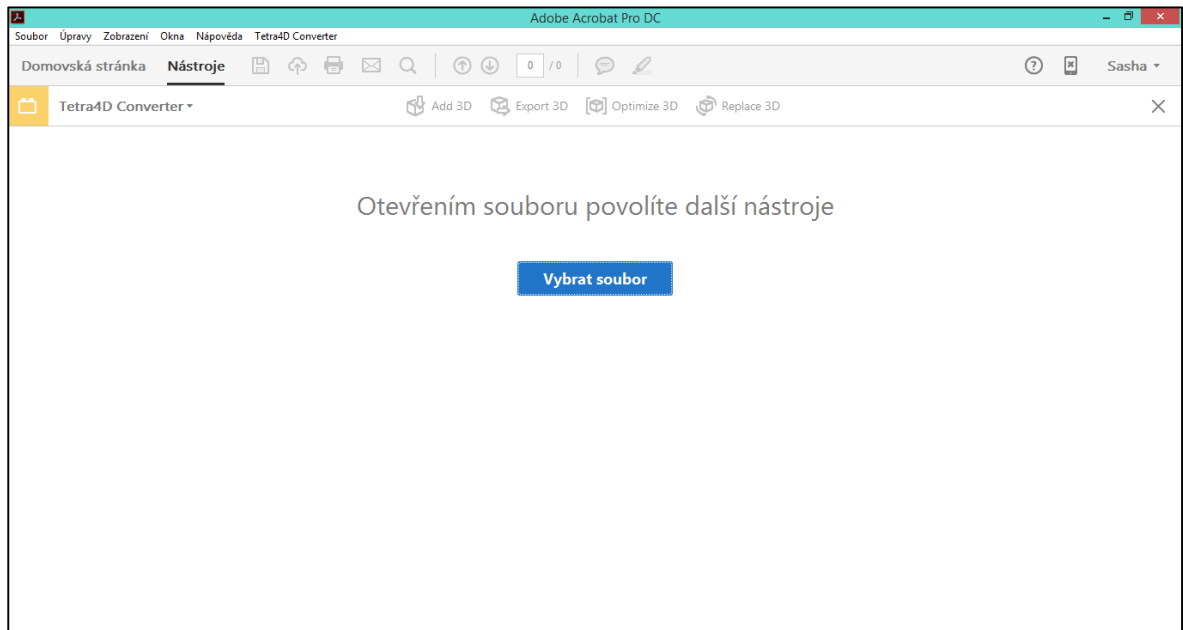 Adobe Acrobat Pro DC
Soubor Úpravy Zobrazení Okna Nápověda Tetra4D Converter
Domovská stránka Nástroje 0 / 0 Sasha
Tetra4D Converter Add 3D Export 3D Optimize 3D Replace 3D
Otevřením souboru povolíte další nástroje
Vybrat soubor